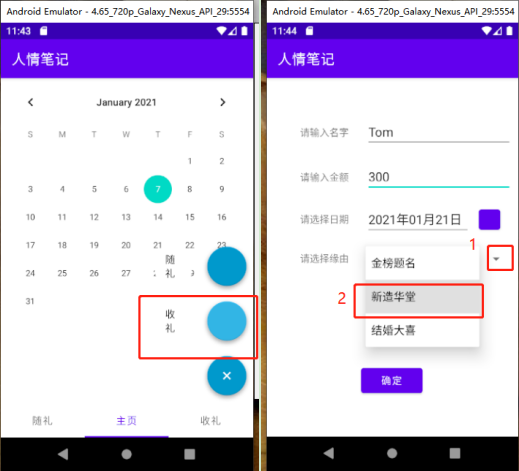 Android Emulator - 4.65_720p_Galaxy_Nexus_API_29:5554
11:43
人情笔记
January 2021
S M T W T F S
1 2
3 4 5 6 7 8 9
10 11 12 13 14 15 16
17 18 19 20 21 22 23
随礼
24 25 26 27
31
收礼
×
随礼 主页 收礼
Android Emulator - 4.65_720p_Galaxy_Nexus_API_29:5554
11:44
人情笔记
请输入名字 Tom
请输入金额 300
请选择日期 2021年01月21日
1
请选择缘由 金榜题名
2 新造华堂
结婚大喜
确定